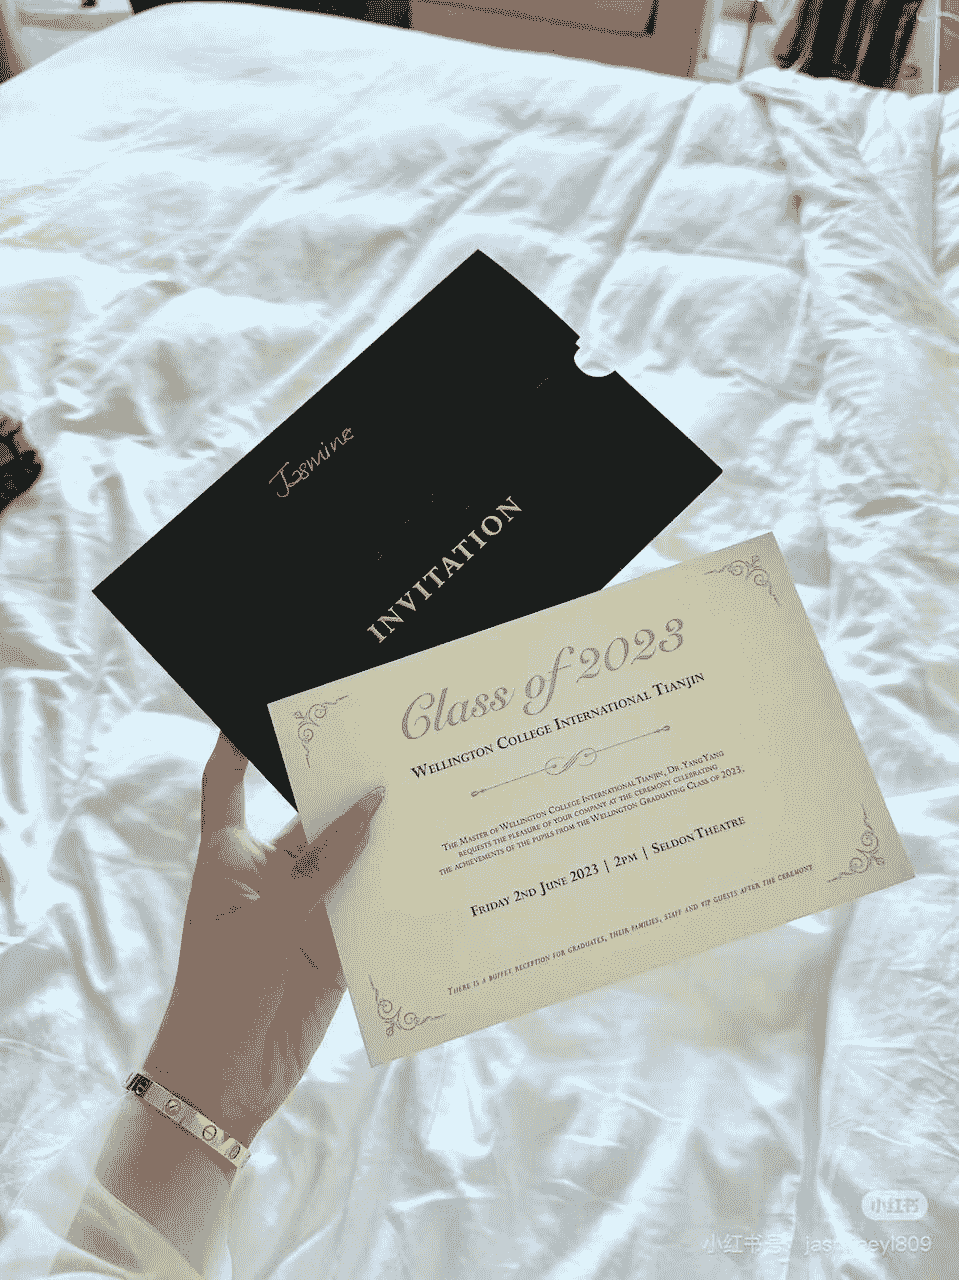 Jasmine
INVITATION
Class of 2023
WELLINGTON COLLEGE INTERNATIONAL TIANJIN
THE MASTER OF WELLINGTON COLLEGE INTERNATIONAL TIANJIN, DR. YANG YANG
REQUESTS THE PLEASURE OF YOUR COMPANY AT THE CEREMONY CELEBRATING
THE ACHIEVEMENTS OF THE PUPILS FROM THE WELLINGTON GRADUATING CLASS OF 2023.
FRIDAY 2ND JUNE 2023 | 2PM | SELDON THEATRE
THERE IS A BUFFET RECEPTION FOR GRADUATES, THEIR FAMILIES, STAFF AND VIP GUESTS AFTER THE CEREMONY
小红书
小红书号: